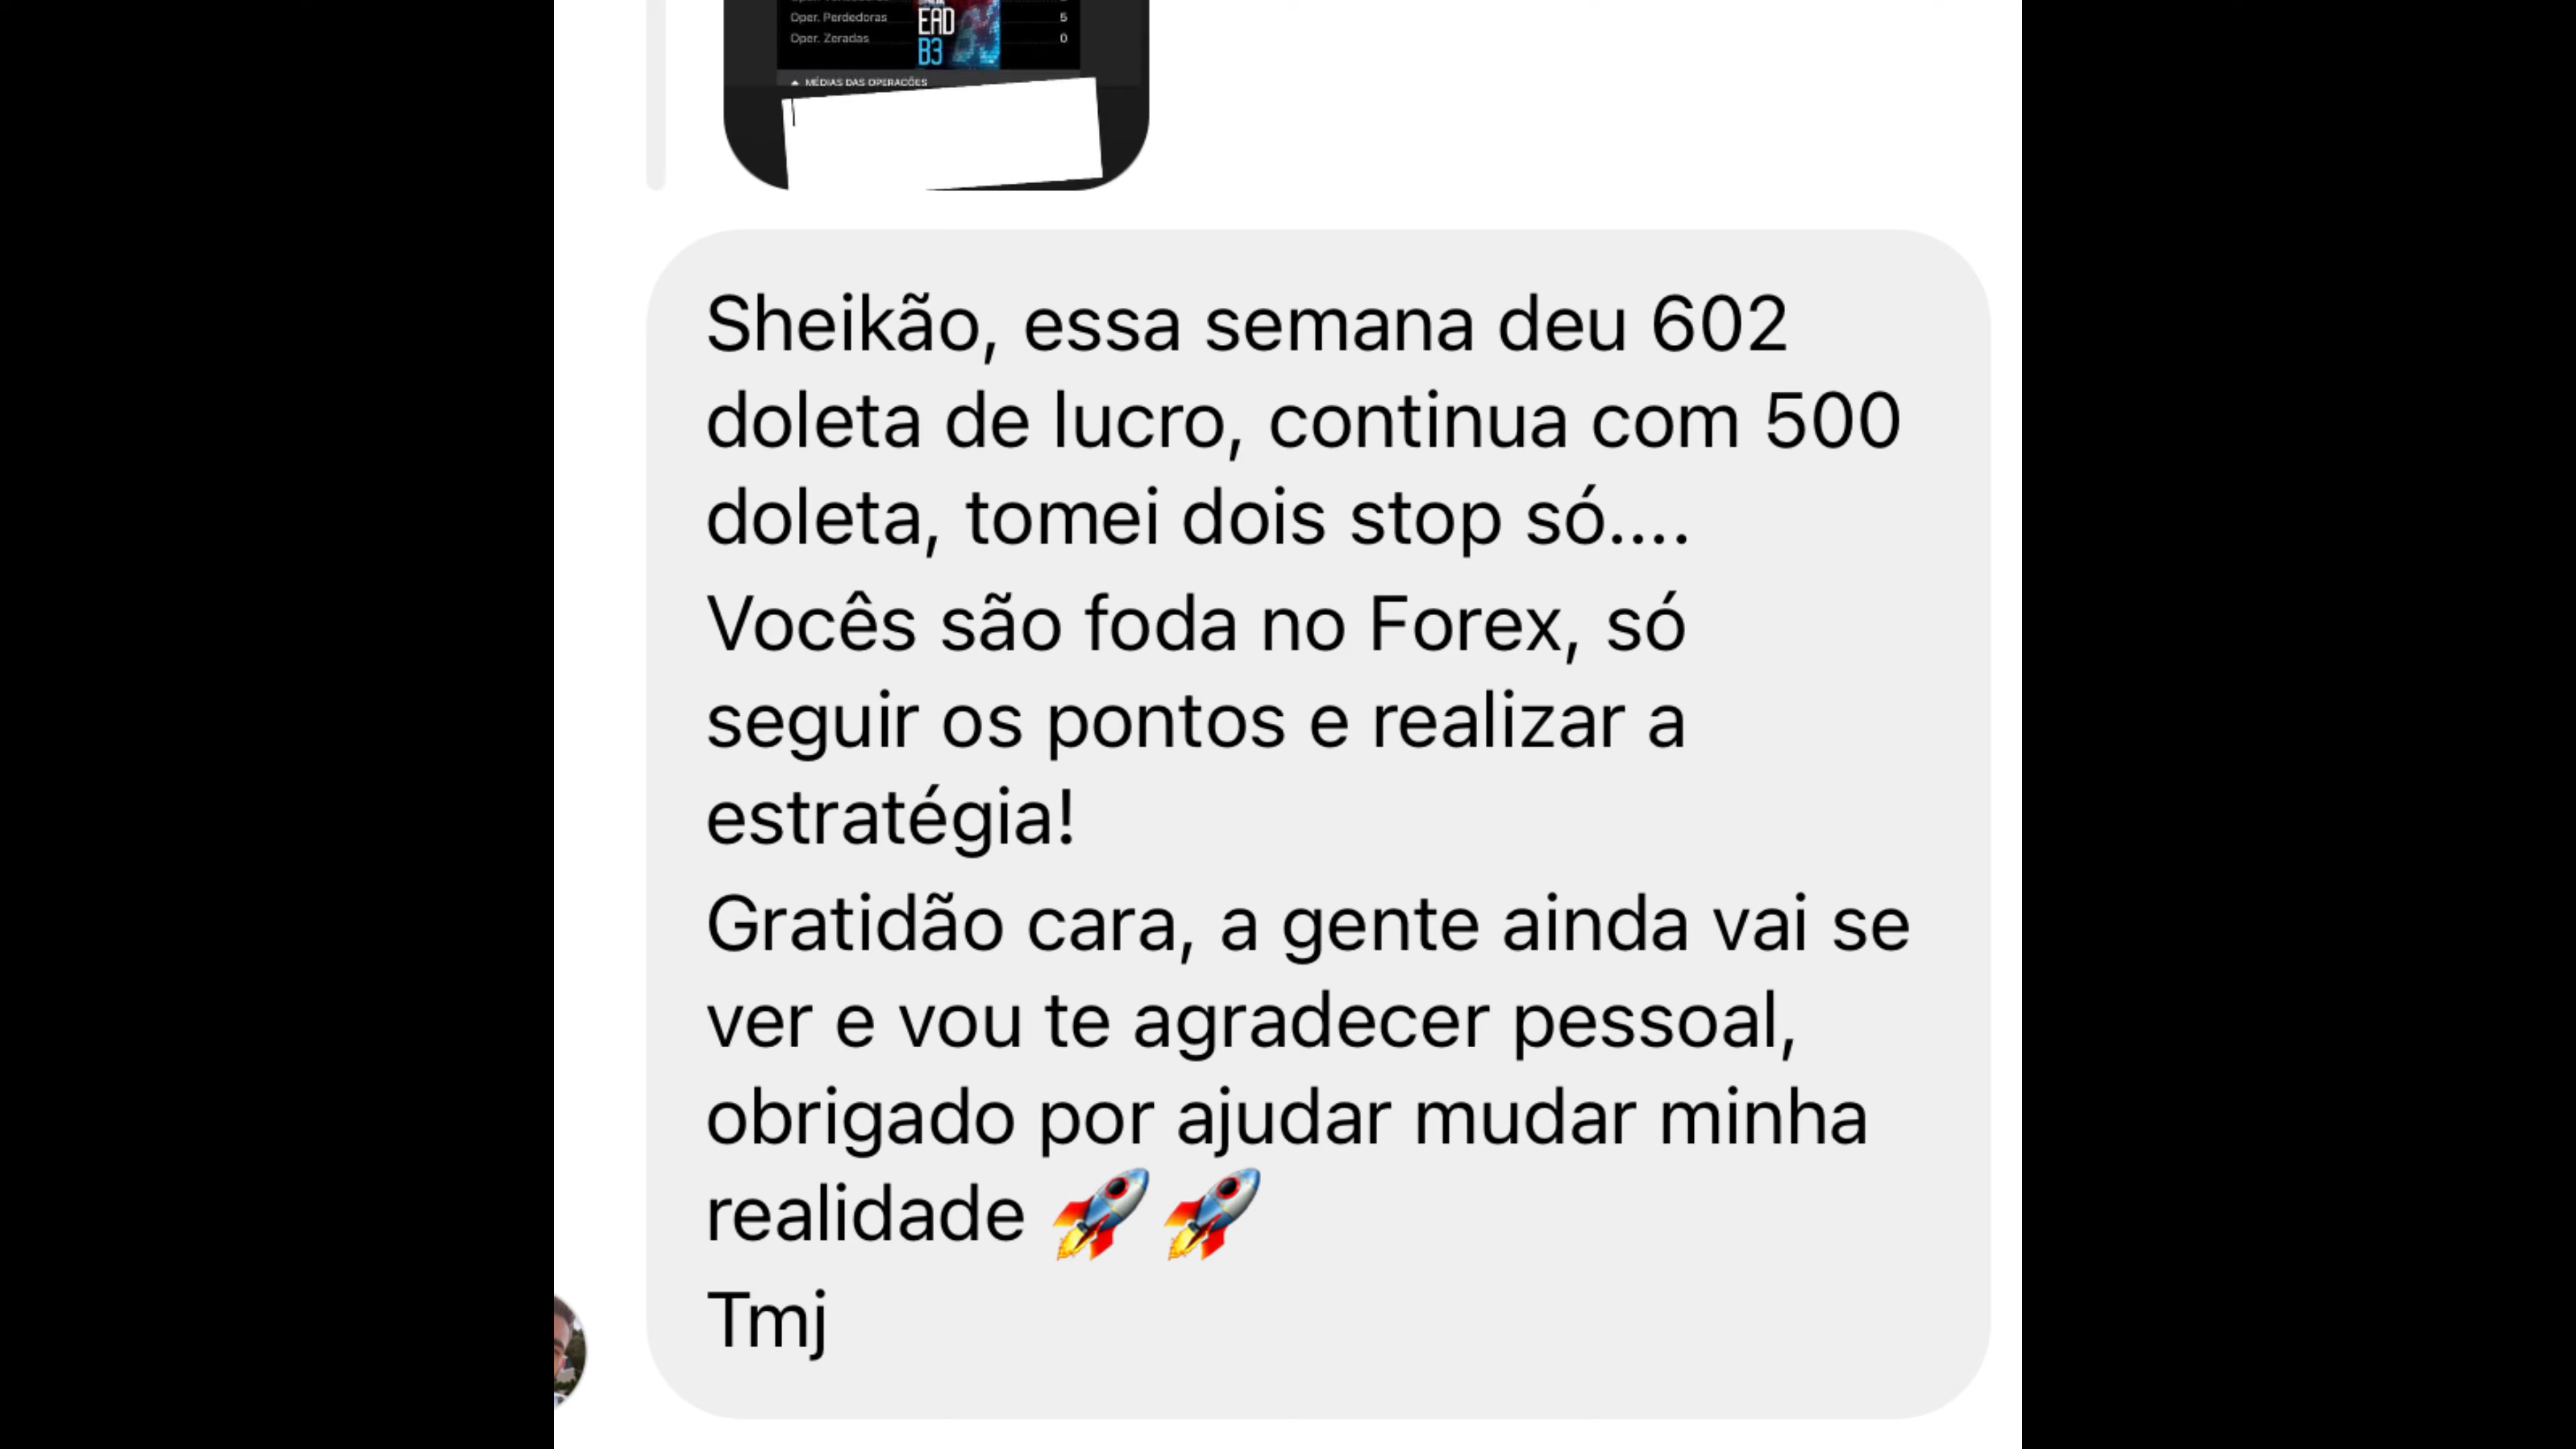 Oper. Perdedoras 5
Oper. Zeradas 0
EAD
B3
MÉDIAS DAS OPERAÇÕES
Sheikão, essa semana deu 602
doleta de lucro, continua com 500
doleta, tomei dois stop só....
Vocês são foda no Forex, só
seguir os pontos e realizar a
estratégia!
Gratidão cara, a gente ainda vai se
ver e vou te agradecer pessoal,
obrigado por ajudar mudar minha
realidade 🚀🚀
Tmj